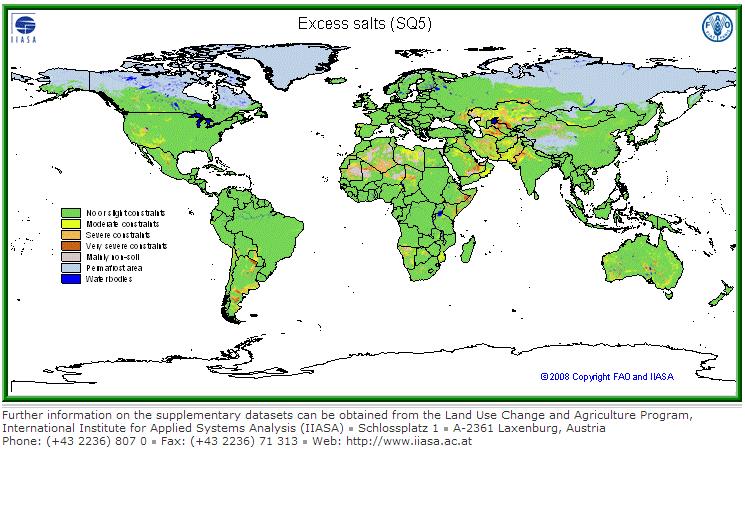 Excess salts (SQ5)
IIASA
FAO
No or slight constraints
Moderate constraints
Severe constraints
Very severe constraints
Mainly non-soil
Permafrost area
Water bodies
©2008 Copyright FAO and IIASA
Further information on the supplementary datasets can be obtained from the Land Use Change and Agriculture Program,
International Institute for Applied Systems Analysis (IIASA) ▪ Schlossplatz 1 ▪ A-2361 Laxenburg, Austria
Phone: (+43 2236) 807 0 ▪ Fax: (+43 2236) 71 313 ▪ Web: http://www.iiasa.ac.at